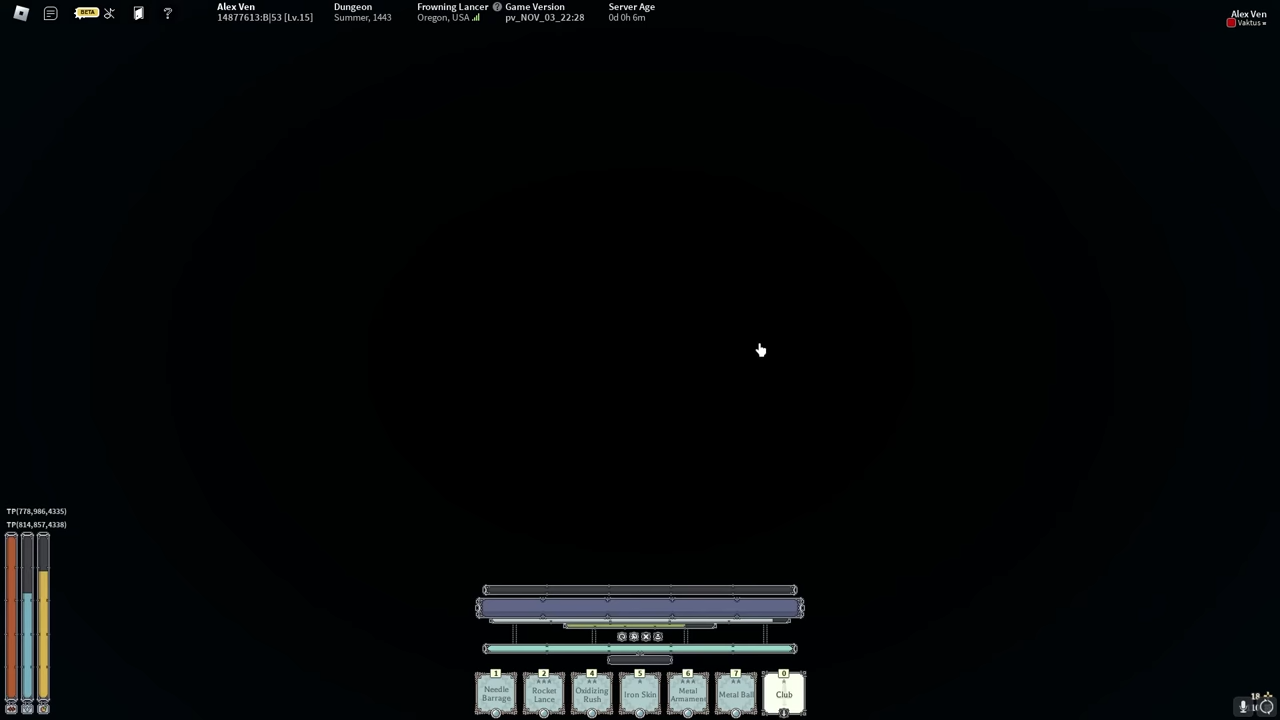 BETA
?
Alex Ven
14877613:B|53 [Lv.15]
Dungeon
Summer, 1443
Frowning Lancer ?
Oregon, USA
Game Version
pv_NOV_03_22:28
Server Age
0d 0h 6m
Alex Ven
Vaktus
TP(778,986,4335)
TP(814,857,4338)
1 2 4 5 6 7 0
Needle Barrage
Rocket Lance
Oxidizing Rush
Iron Skin
Metal Armament
Metal Ball
Club
18